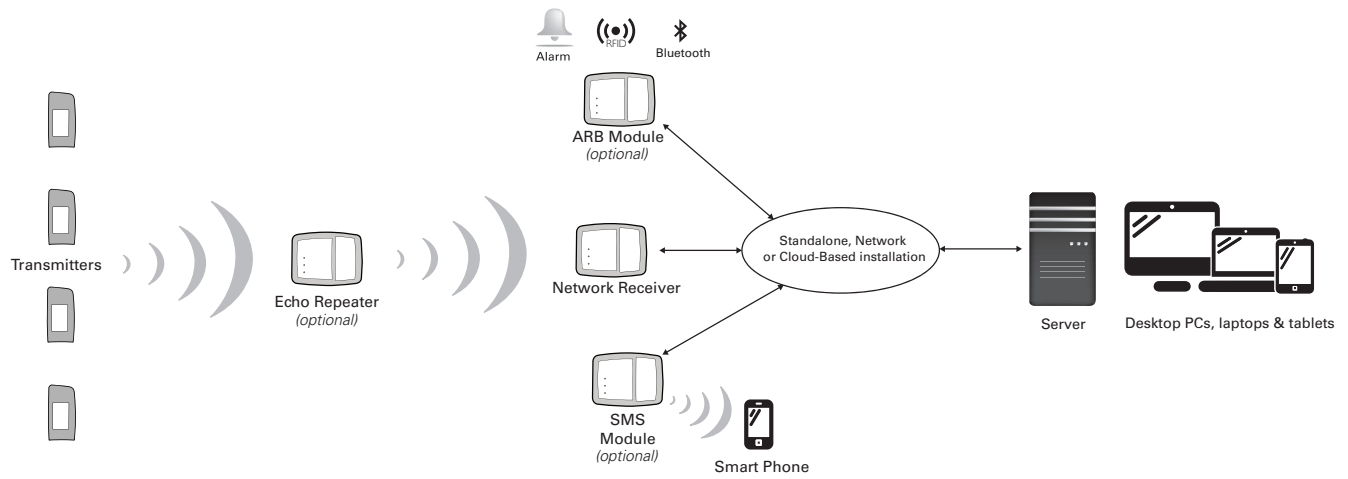 Alarm
RFID
Bluetooth
ARB Module
(optional)
Transmitters
Echo Repeater
(optional)
Network Receiver
Standalone, Network
or Cloud-Based installation
Server
Desktop PCs, laptops & tablets
SMS
Module
(optional)
Smart Phone